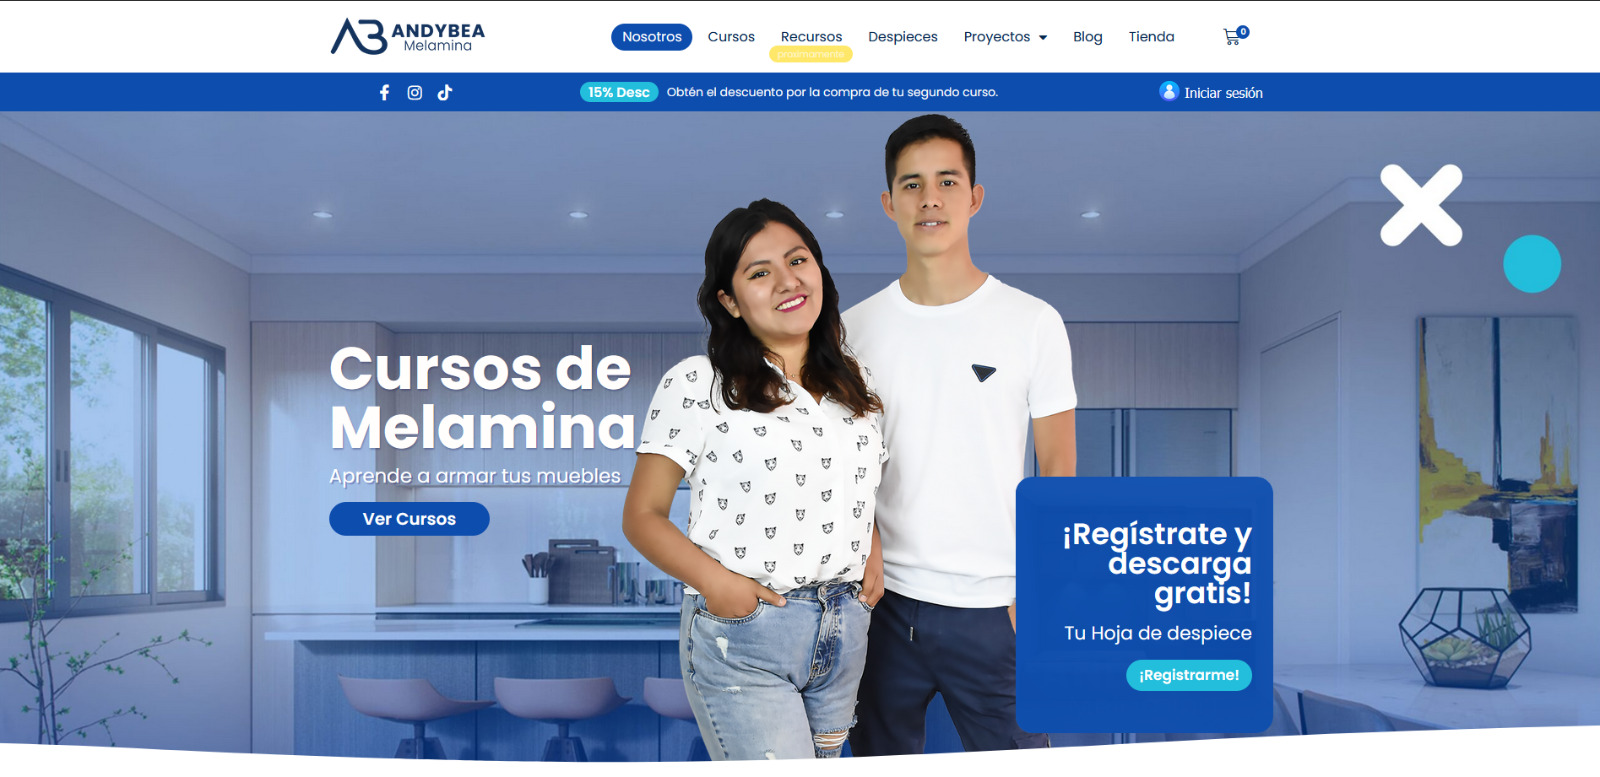 ANDYBEA
Melamina
Nosotros
Cursos
Recursos
próximamente
Despieces
Proyectos
Blog
Tienda
0
15% Desc
Obtén el descuento por la compra de tu segundo curso.
Iniciar sesión
Cursos de
Melamina
Aprende a armar tus muebles
Ver Cursos
¡Regístrate y
descarga
gratis!
Tu Hoja de despiece
¡Registrarme!